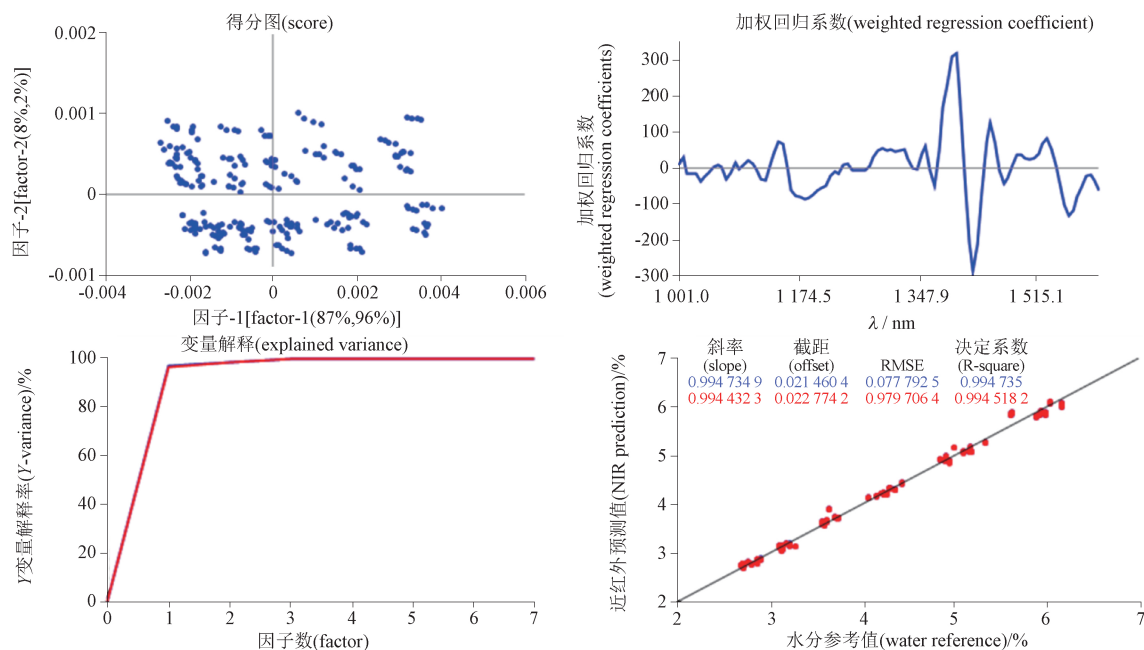 得分图(score)
0.002
0.001
0
-0.001
-0.004
-0.002
0
0.002
0.004
0.006
因子-2[factor-2(8%,2%)]
因子-1[factor-1(87%,96%)]
加权回归系数(weighted regression coefficient)
300
200
100
0
-100
-200
-300
1 001.0
1 174.5
1 347.9
1 515.1
加权回归系数
(weighted regression coefficients)
λ / nm
变量解释(explained variance)
100
80
60
40
20
0
0
1
2
3
4
5
6
7
Y变量解释率(Y-variance)/%
因子数(factor)
斜率 截距 决定系数
(slope) (offset) RMSE (R-square)
0.994 734 9 0.021 460 4 0.077 792 5 0.994 735
0.994 432 3 0.022 774 2 0.979 706 4 0.994 518 2
7
6
5
4
3
2
2
3
4
5
6
7
近红外预测值(NIR prediction)/%
水分参考值(water reference)/%